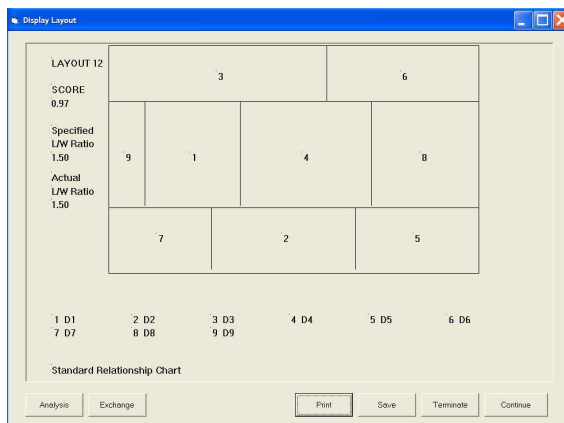 Display Layout
LAYOUT 12
SCORE
0.97
Specified
L/W Ratio
1.50
Actual
L/W Ratio
1.50
3 6
9 1 4 8
7 2 5
1 D1 2 D2 3 D3 4 D4 5 D5 6 D6
7 D7 8 D8 9 D9
Standard Relationship Chart
Analysis Exchange Print Save Terminate Continue